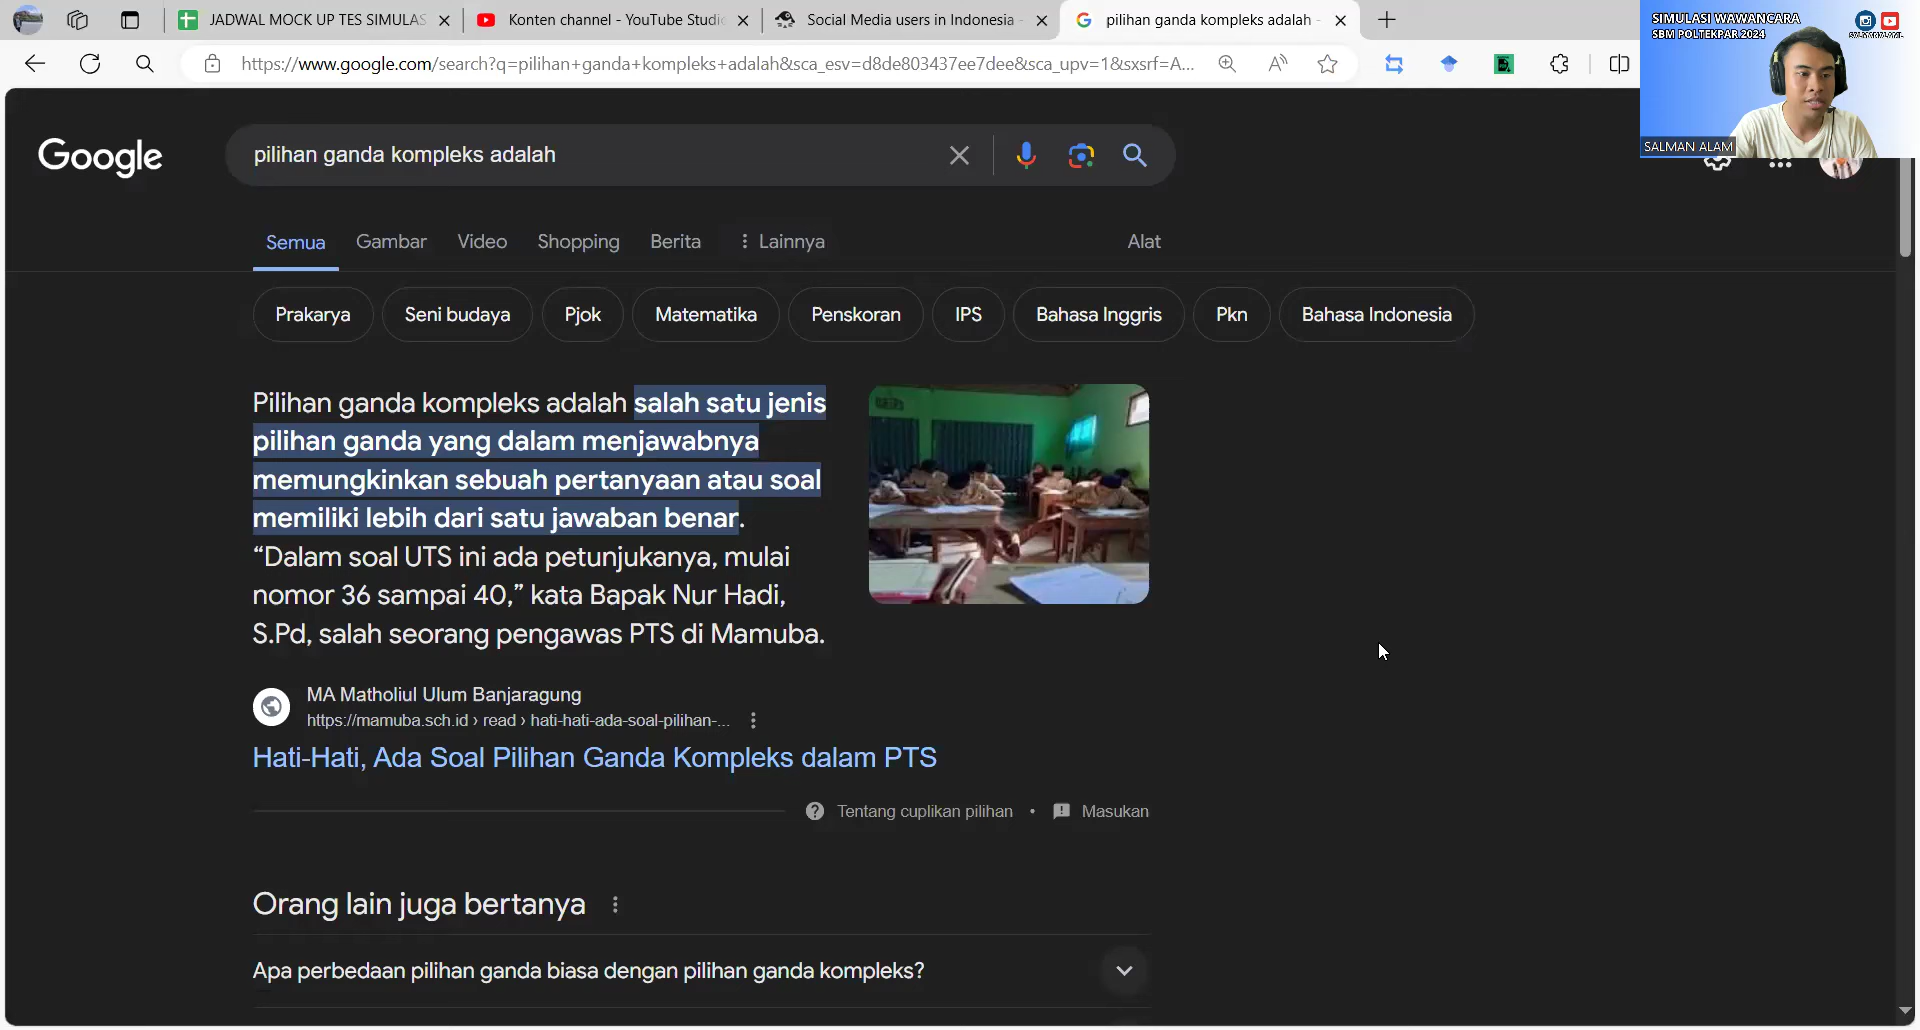 JADWAL MOCK UP TES SIMULAS
Konten channel - YouTube Studi
Social Media users in Indonesia -
pilihan ganda kompleks adalah -
https://www.google.com/search?q=pilihan+ganda+kompleks+adalah&sca_esv=d8de803437ee7dee&sca_upv=1&sxsrf=A...
SIMULASI WAWANCARA
SBM POLTEKPAR 2024
SALMAN ALAM
Google
pilihan ganda kompleks adalah
Semua Gambar Video Shopping Berita Lainnya Alat
Prakarya Seni budaya Pjok Matematika Penskoran IPS Bahasa Inggris Pkn Bahasa Indonesia
Pilihan ganda kompleks adalah salah satu jenis
pilihan ganda yang dalam menjawabnya
memungkinkan sebuah pertanyaan atau soal
memiliki lebih dari satu jawaban benar.
“Dalam soal UTS ini ada petunjukanya, mulai
nomor 36 sampai 40,” kata Bapak Nur Hadi,
S.Pd, salah seorang pengawas PTS di Mamuba.
MA Matholiul Ulum Banjaragung
https://mamuba.sch.id › read › hati-hati-ada-soal-pilihan-...
Hati-Hati, Ada Soal Pilihan Ganda Kompleks dalam PTS
Tentang cuplikan pilihan • Masukan
Orang lain juga bertanya
Apa perbedaan pilihan ganda biasa dengan pilihan ganda kompleks?